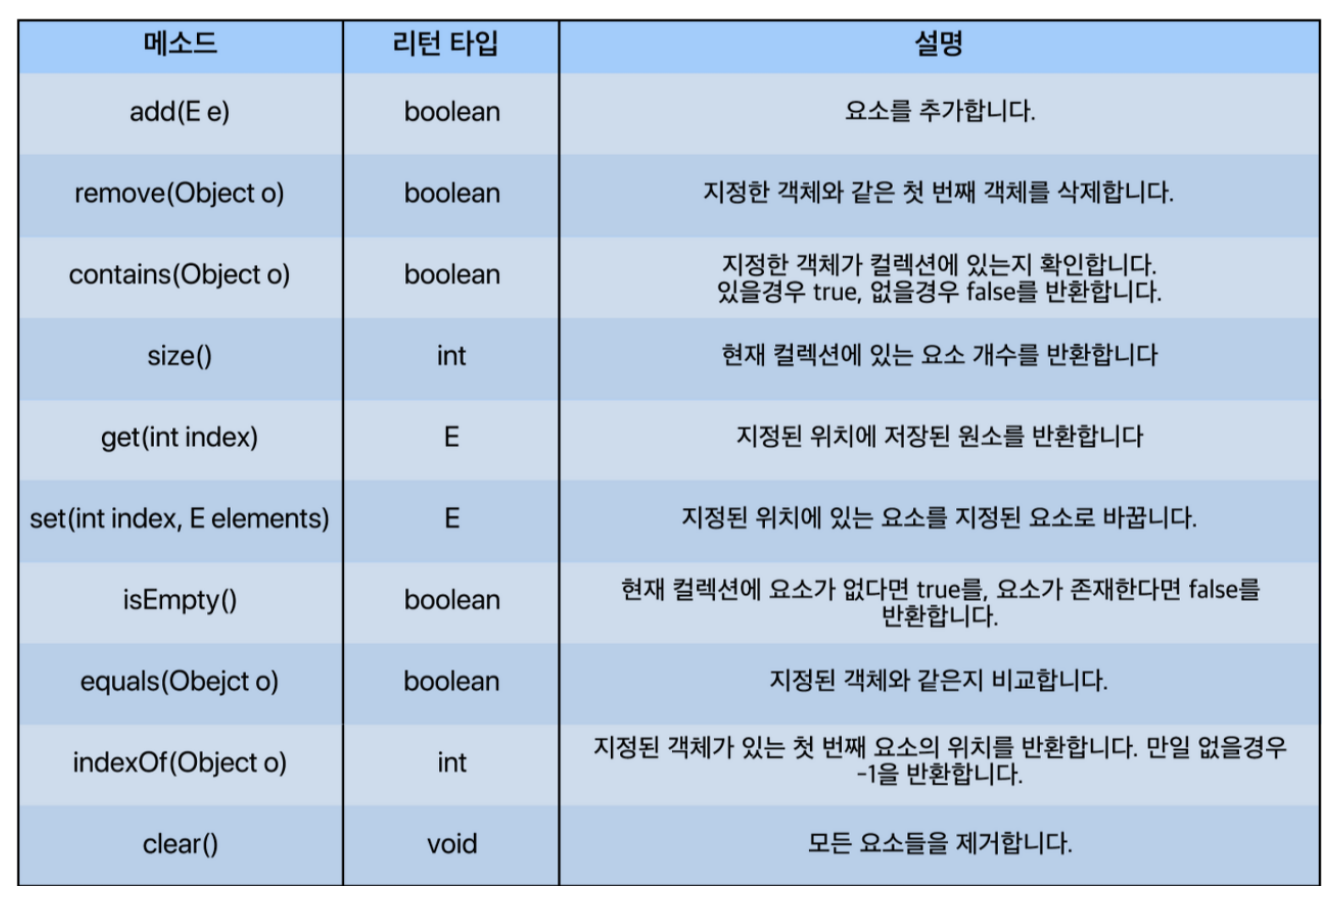 메소드 리턴 타입 설명
add(E e) boolean 요소를 추가합니다.
remove(Object o) boolean 지정한 객체와 같은 첫 번째 객체를 삭제합니다.
contains(Object o) boolean 지정한 객체가 컬렉션에 있는지 확인합니다.
있을경우 true, 없을경우 false를 반환합니다.
size() int 현재 컬렉션에 있는 요소 개수를 반환합니다
get(int index) E 지정된 위치에 저장된 원소를 반환합니다
set(int index, E elements) E 지정된 위치에 있는 요소를 지정된 요소로 바꿉니다.
isEmpty() boolean 현재 컬렉션에 요소가 없다면 true를, 요소가 존재한다면 false를
반환합니다.
equals(Obejct o) boolean 지정된 객체와 같은지 비교합니다.
indexOf(Object o) int 지정된 객체가 있는 첫 번째 요소의 위치를 반환합니다. 만일 없을경우
-1을 반환합니다.
clear() void 모든 요소들을 제거합니다.